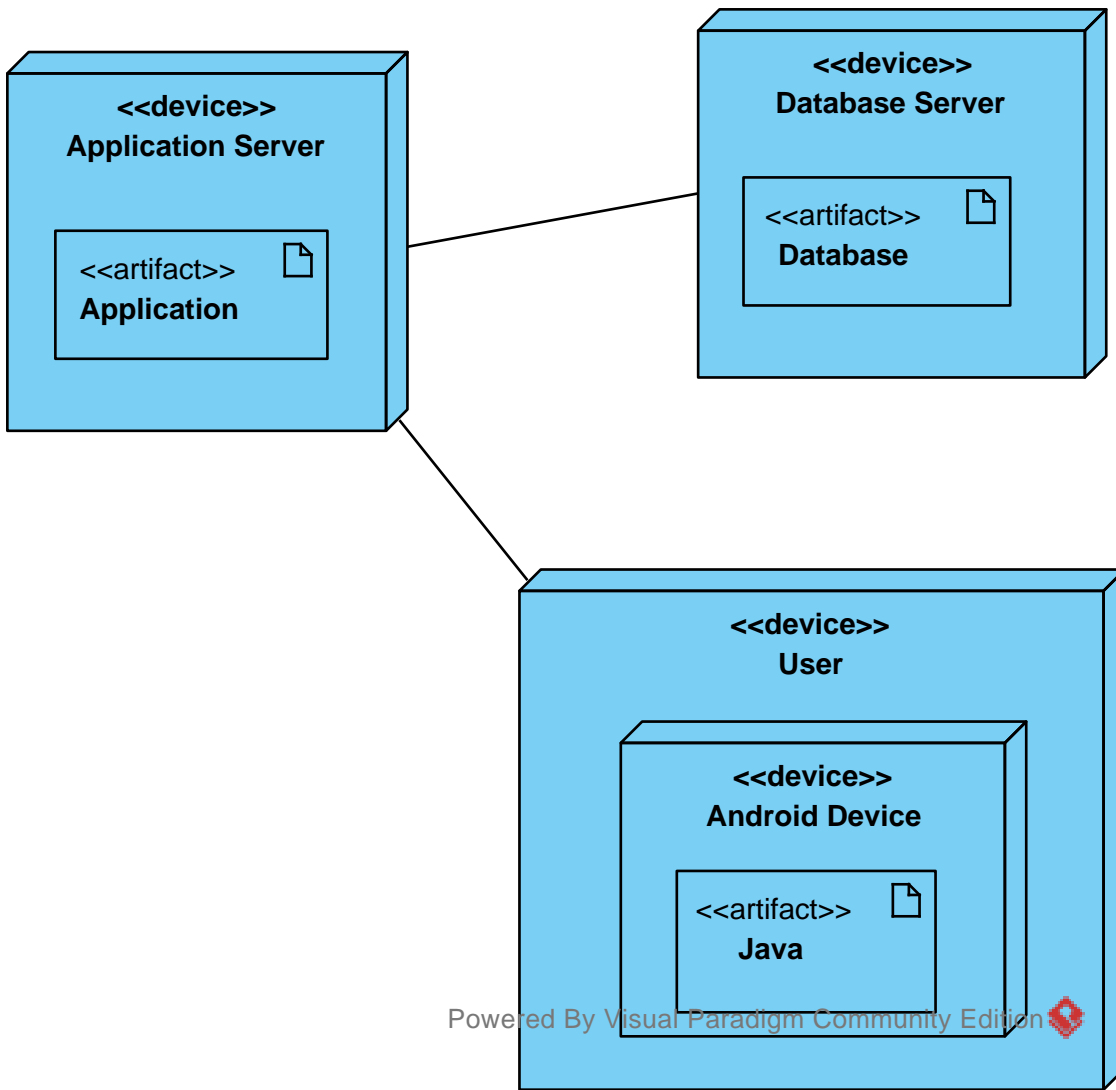 <<device>>
Application Server
<<artifact>>
Application
<<device>>
Database Server
<<artifact>>
Database
<<device>>
User
<<device>>
Android Device
<<artifact>>
Java
Powered By Visual Paradigm Community Edition